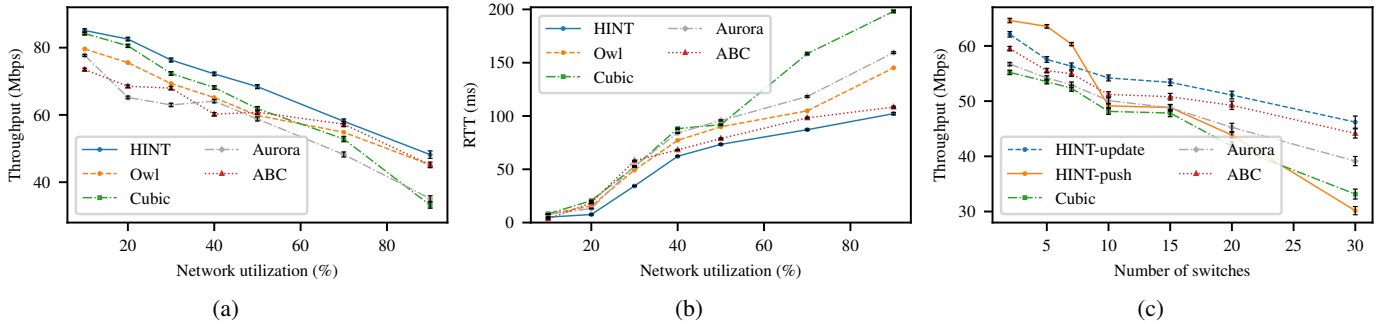 80
60
40
Throughput (Mbps)
HINT
Owl
Cubic
Aurora
ABC
20 40 60 80
Network utilization (%)
(a)
200
150
100
50
0
RTT (ms)
HINT
Owl
Cubic
Aurora
ABC
20 40 60 80
Network utilization (%)
(b)
60
50
40
30
Throughput (Mbps)
HINT-update
HINT-push
Cubic
Aurora
ABC
5 10 15 20 25 30
Number of switches
(c)